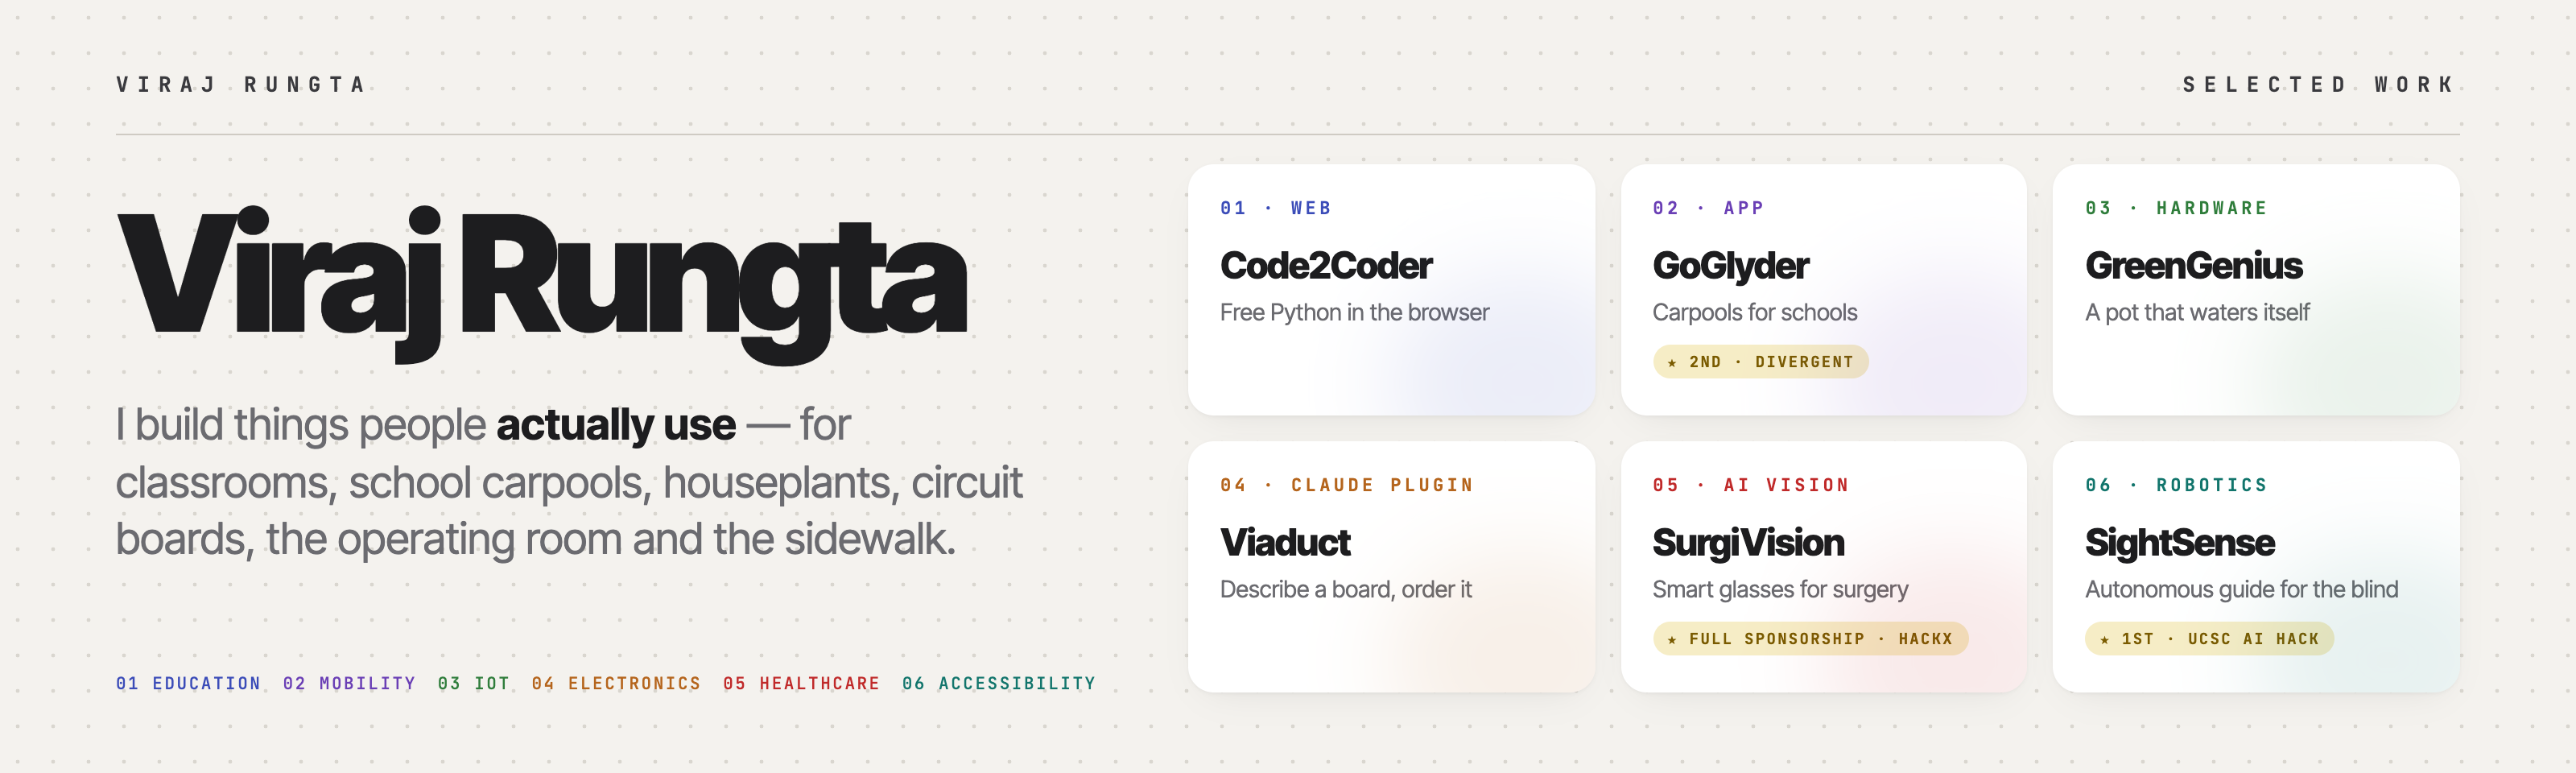 VIRAJ RUNGTA
SELECTED WORK
Viraj Rungta
I build things people actually use — for
classrooms, school carpools, houseplants, circuit
boards, the operating room and the sidewalk.
01 EDUCATION 02 MOBILITY 03 IOT 04 ELECTRONICS 05 HEALTHCARE 06 ACCESSIBILITY
01 · WEB
Code2Coder
Free Python in the browser
02 · APP
GoGlyder
Carpools for schools
★ 2ND · DIVERGENT
03 · HARDWARE
GreenGenius
A pot that waters itself
04 · CLAUDE PLUGIN
Viaduct
Describe a board, order it
05 · AI VISION
SurgiVision
Smart glasses for surgery
★ FULL SPONSORSHIP · HACKX
06 · ROBOTICS
SightSense
Autonomous guide for the blind
★ 1ST · UCSC AI HACK